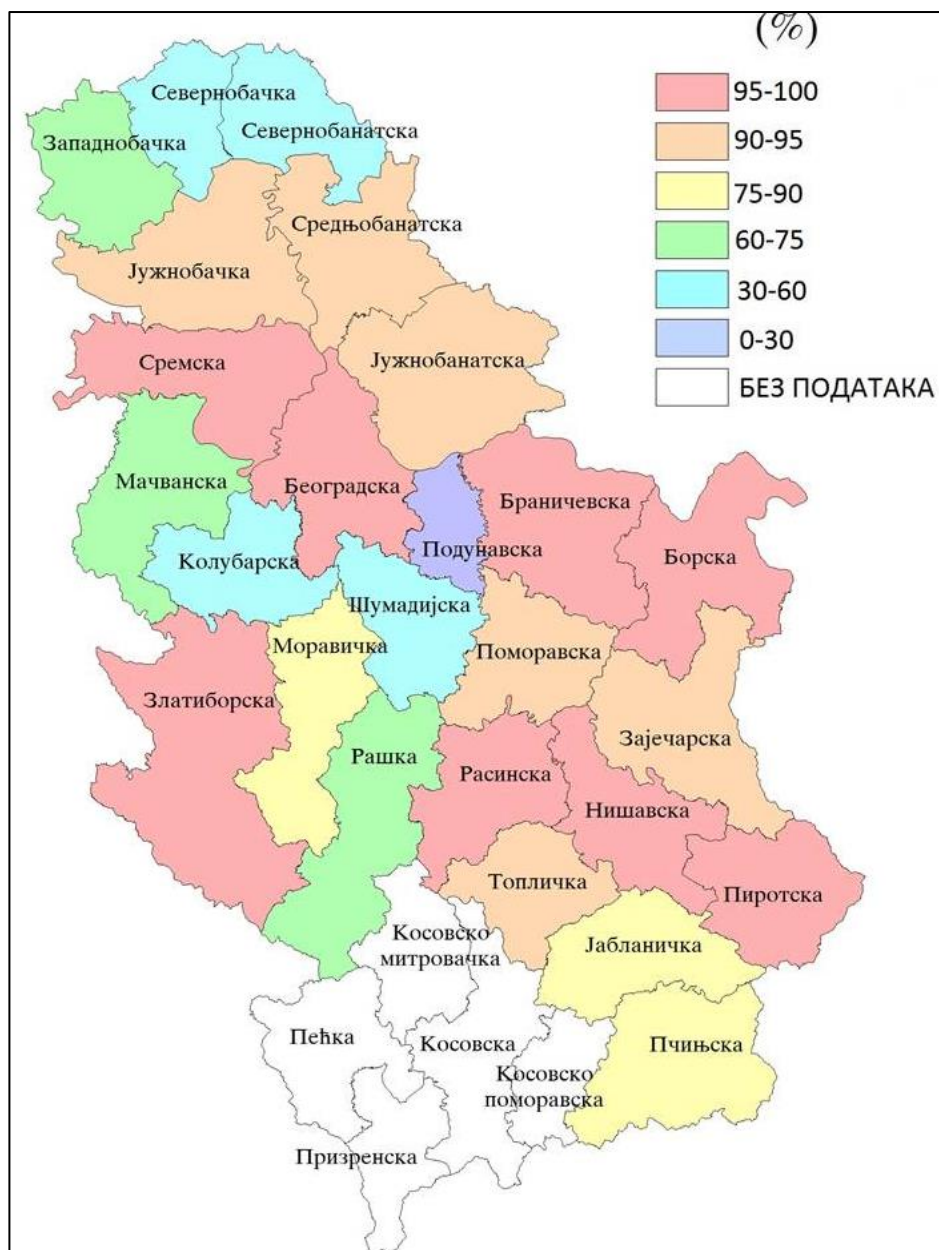 (%)
95-100
90-95
75-90
60-75
30-60
0-30
БЕЗ ПОДАТАКА
Севернобачка
Севернобанатска
Западнобачка
Средњобанатска
Јужнобачка
Јужнобанатска
Сремска
Мачванска
Београдска
Браничевска
Подунавска
Борска
Колубарска
Шумадијска
Моравичка
Поморавска
Златиборска
Зајечарска
Рашка
Расинска
Нишавска
Топличка
Пиротска
Косовско
митровачка
Јабланичка
Пећка
Косовска
Пчињска
Косовско
поморавска
Призренска